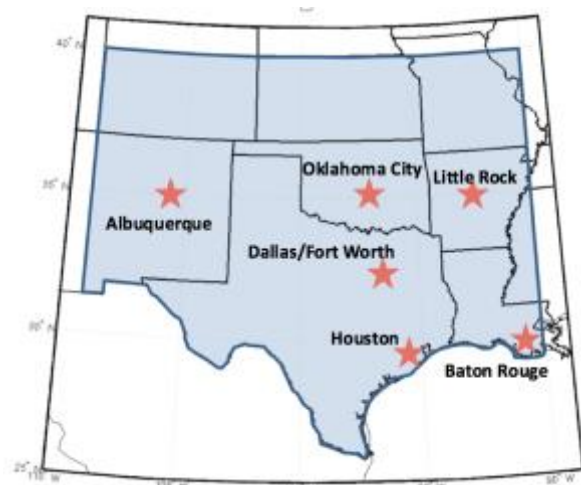 40° N
Oklahoma City
Little Rock
35° N
Albuquerque
Dallas/Fort Worth
30° N
Houston
Baton Rouge
25° N